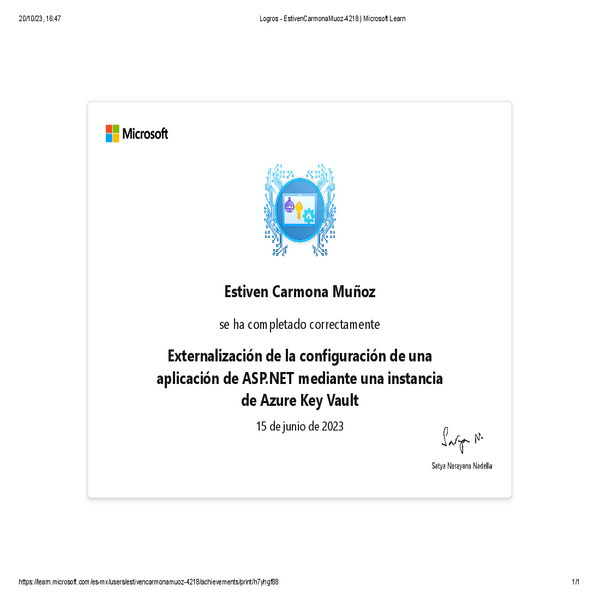 20/10/23, 16:47
Logros - EstivenCarmonaMuoz-4218 | Microsoft Learn
Microsoft
Estiven Carmona Muñoz
se ha completado correctamente
Externalización de la configuración de una
aplicación de ASP.NET mediante una instancia
de Azure Key Vault
15 de junio de 2023
Satya N.
Satya Narayana Nadella
https://learn.microsoft.com/es-mx/users/estivencarmonamuoz-4218/achievements/print/h7yhgf88
1/1